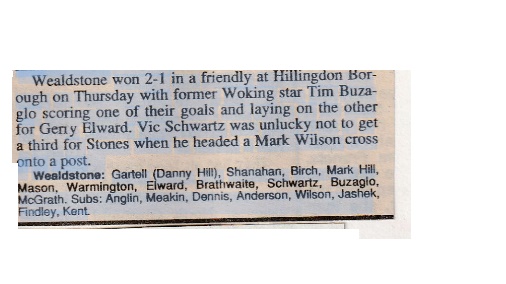 Wealdstone won 2-1 in a friendly at Hillingdon Bor-
ough on Thursday with former Woking star Tim Buza-
glo scoring one of their goals and laying on the other
for Gerry Elward. Vic Schwartz was unlucky not to get
a third for Stones when he headed a Mark Wilson cross
onto a post.
Wealdstone: Gartell (Danny Hill), Shanahan, Birch, Mark Hill,
Mason, Warmington, Elward, Brathwaite, Schwartz, Buzaglo,
McGrath. Subs: Anglin, Meakin, Dennis, Anderson, Wilson, Jashek,
Findley, Kent.